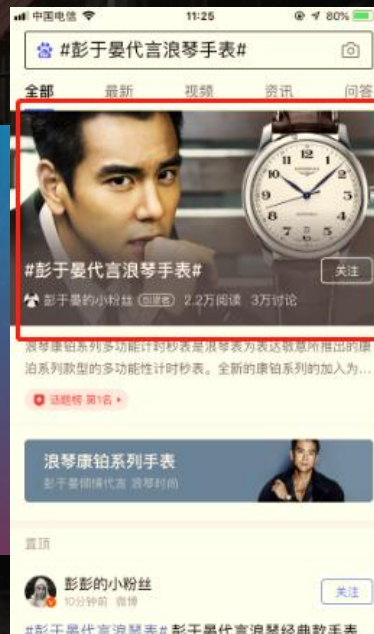 中国电信 11:25 80%
#彭于晏代言浪琴手表#
全部 最新 视频 资讯 问答
LONGINES
#彭于晏代言浪琴手表# 关注
彭于晏的小粉丝 创建者 2.2万阅读 3万讨论
浪琴康铂系列多功能计时秒表是浪琴表为表达敬意所推出的康
泊系列款型的多功能性计时秒表。全新的康铂系列的加入为...
话题榜 第1名
浪琴康铂系列手表
彭于晏倾情代言 浪琴时尚
置顶
彭彭的小粉丝 关注
10分钟前 微博
#彭于晏代言浪琴表# 彭于晏代言浪琴经典款手表